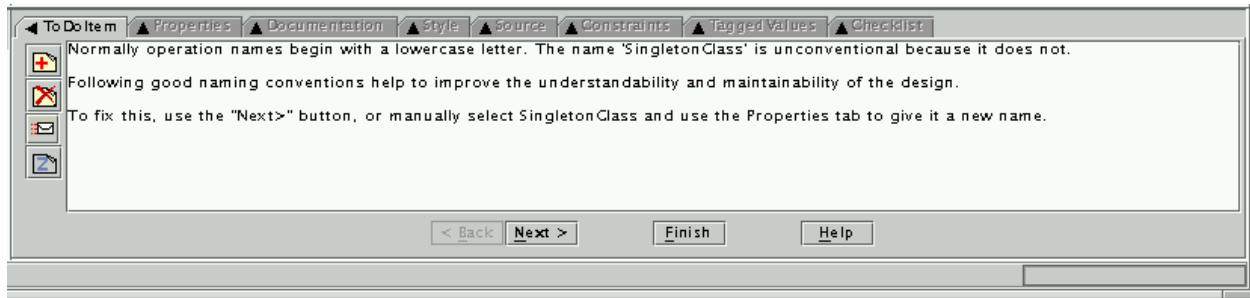 To Do Item Properties Documentation Style Source Constraints Tagged Values Checklist
Normally operation names begin with a lowercase letter. The name 'SingletonClass' is unconventional because it does not.
Following good naming conventions help to improve the understandability and maintainability of the design.
To fix this, use the "Next>" button, or manually select SingletonClass and use the Properties tab to give it a new name.
< Back Next > Finish Help